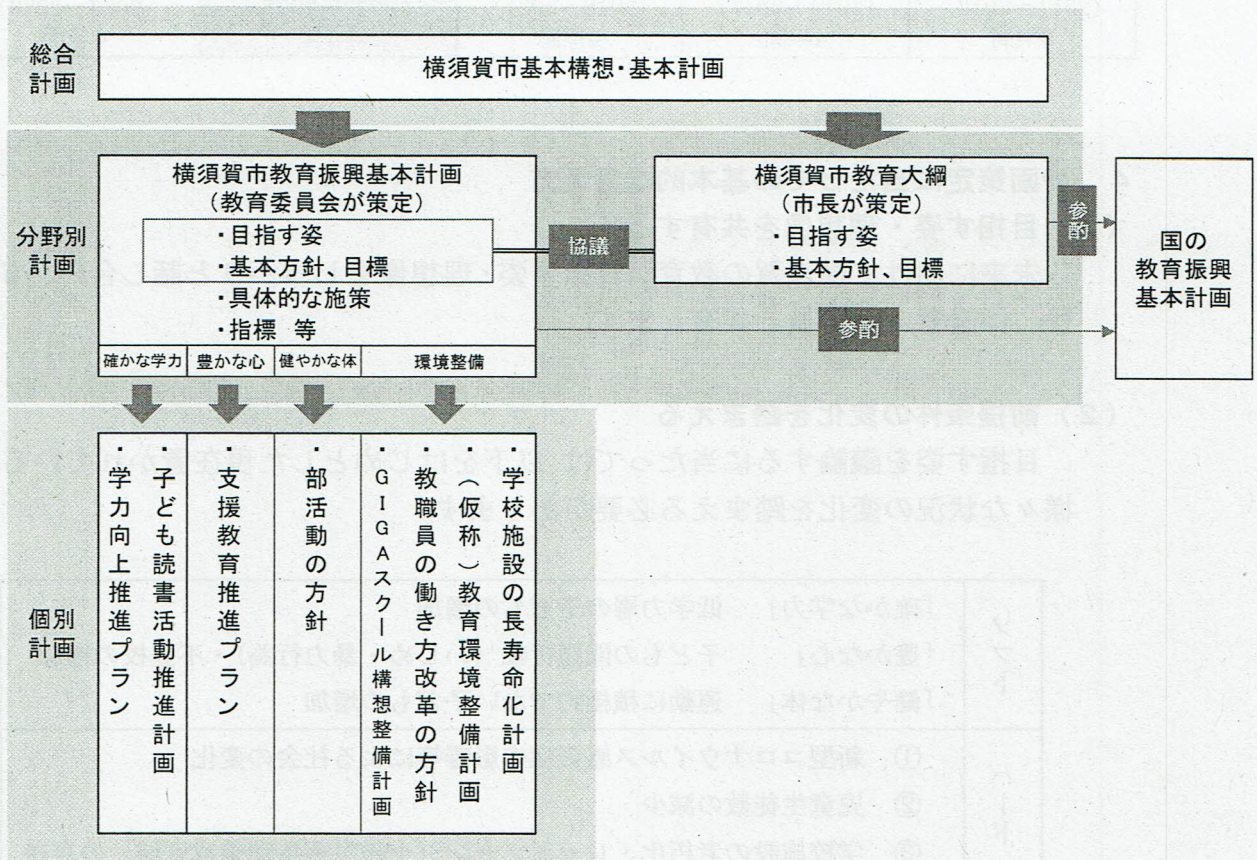 総合
計画
横須賀市基本構想・基本計画
分野別
計画
横須賀市教育振興基本計画
（教育委員会が策定）
・目指す姿
・基本方針、目標
・具体的な施策
・指標 等
協議
横須賀市教育大綱
（市長が策定）
・目指す姿
・基本方針、目標
参酌
参酌
国の
教育振興
基本計画
確かな学力
豊かな心
健やかな体
環境整備
個別
計画
・学校施設の長寿命化計画
・（仮称）教育環境整備計画
・教職員の働き方改革の方針
・GIGAスクール構想整備計画
・部活動の方針
・支援教育推進プラン
・子ども読書活動推進計画
・学力向上推進プラン